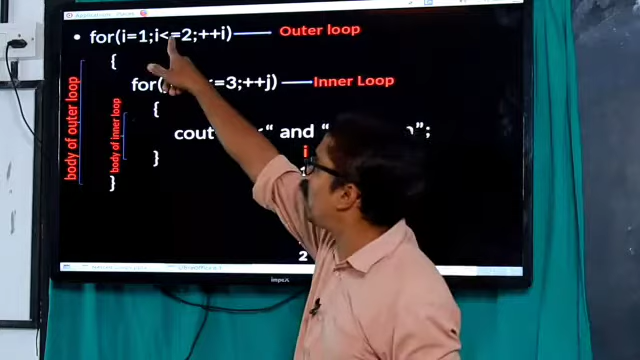 • for(i=1;i<=2;++i) Outer loop
{
for( =3;++j) Inner Loop
{
cout “ and “ ”;
}
}
body of outer loop
body of inner loop
i
2
impex